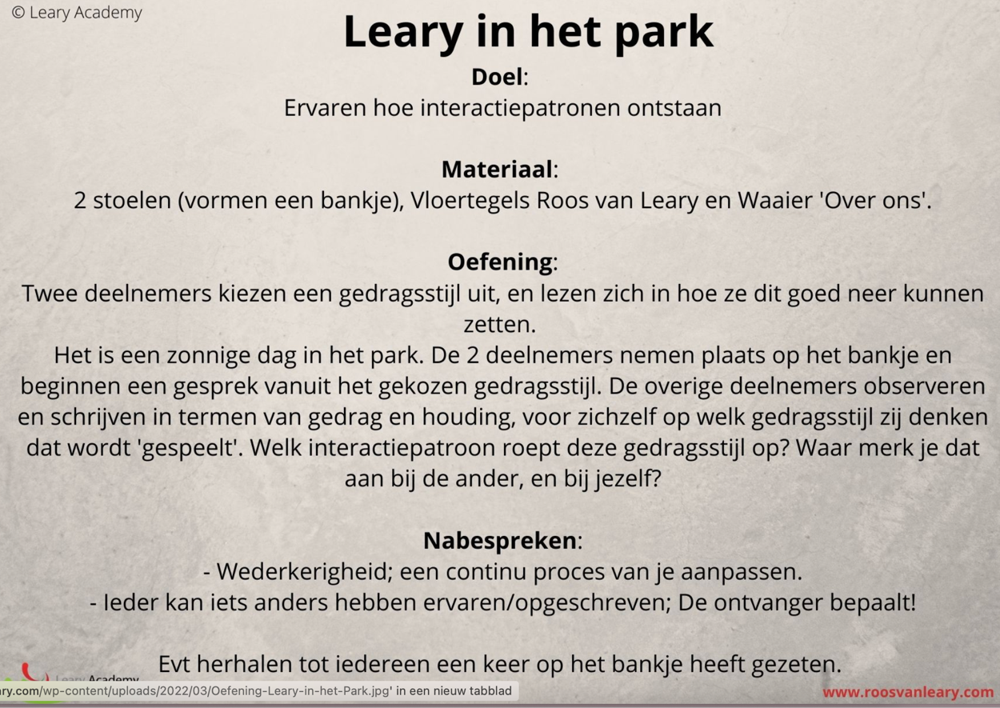 © Leary Academy
Leary in het park
Doel:
Ervaren hoe interactiepatronen ontstaan
Materiaal:
2 stoelen (vormen een bankje), Vloertegels Roos van Leary en Waaier 'Over ons'.
Oefening:
Twee deelnemers kiezen een gedragsstijl uit, en lezen zich in hoe ze dit goed neer kunnen
zetten.
Het is een zonnige dag in het park. De 2 deelnemers nemen plaats op het bankje en
beginnen een gesprek vanuit het gekozen gedragsstijl. De overige deelnemers observeren
en schrijven in termen van gedrag en houding, voor zichzelf op welk gedragsstijl zij denken
dat wordt 'gespeelt'. Welk interactiepatroon roept deze gedragsstijl op? Waar merk je dat
aan bij de ander, en bij jezelf?
Nabespreken:
- Wederkerigheid; een continu proces van je aanpassen.
- Ieder kan iets anders hebben ervaren/opgeschreven; De ontvanger bepaalt!
Evt herhalen tot iedereen een keer op het bankje heeft gezeten.
Leary Academy
ry.com/wp-content/uploads/2022/03/Oefening-Leary-in-het-Park.jpg' in een nieuw tabblad
www.roosvanleary.com